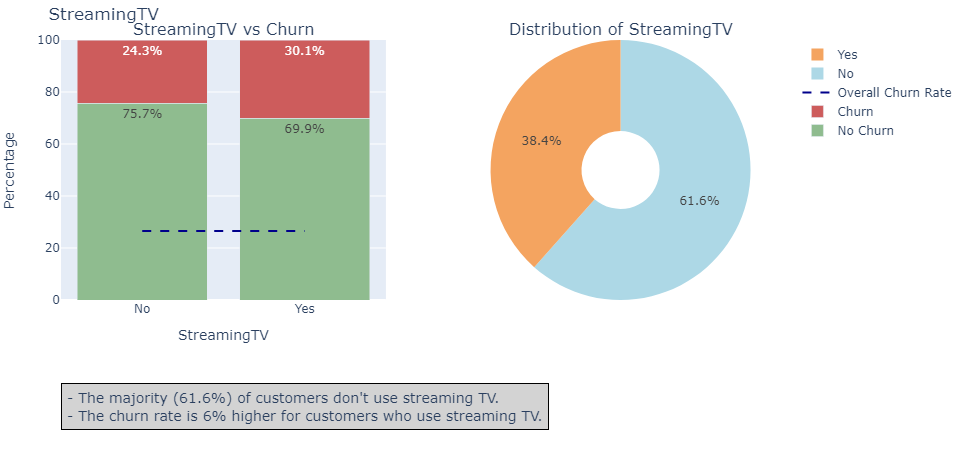 StreamingTV
StreamingTV vs Churn
Distribution of StreamingTV
Percentage
100
80
60
40
20
0
24.3%
30.1%
75.7%
69.9%
No
Yes
StreamingTV
38.4%
61.6%
Yes
No
Overall Churn Rate
Churn
No Churn
- The majority (61.6%) of customers don't use streaming TV.
- The churn rate is 6% higher for customers who use streaming TV.